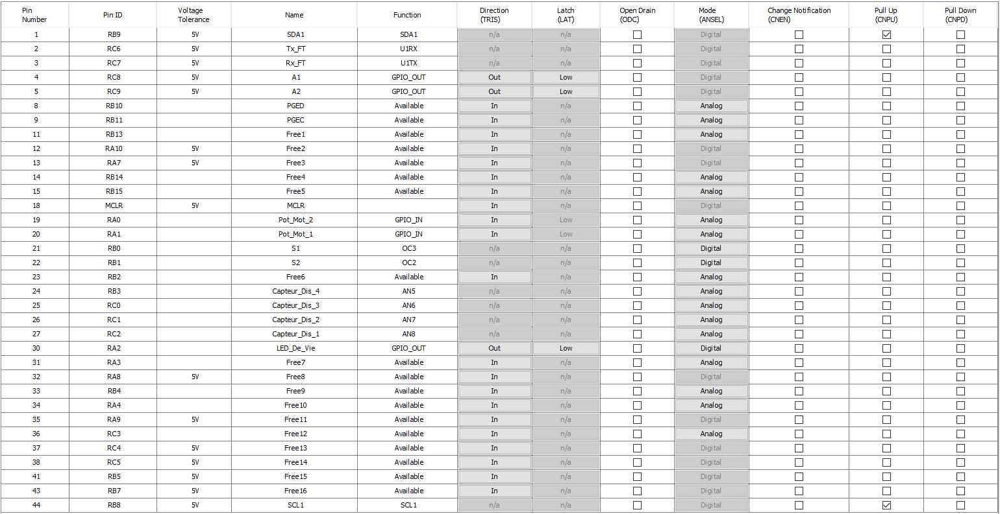 Pin Number Pin ID Voltage Tolerance Name Function Direction (TRIS) Latch (LAT) Open Drain (ODC) Mode (ANSEL) Change Notification (CNEN) Pull Up (CNPU) Pull Down (CNPD)
1 RB9 5V SDA1 SDA1 n/a n/a Digital
2 RC6 5V Tx_FT U1RX n/a n/a Digital
3 RC7 5V Rx_FT U1TX n/a n/a Digital
4 RC8 5V A1 GPIO_OUT Out Low Digital
5 RC9 5V A2 GPIO_OUT Out Low Digital
8 RB10 PGED Available In n/a Analog
9 RB11 PGEC Available In n/a Analog
11 RB13 Free1 Available In n/a Analog
12 RA10 5V Free2 Available In n/a Digital
13 RA7 5V Free3 Available In n/a Digital
14 RB14 Free4 Available In n/a Analog
15 RB15 Free5 Available In n/a Analog
18 MCLR 5V MCLR In n/a Digital
19 RA0 Pot_Mot_2 GPIO_IN In Low Analog
20 RA1 Pot_Mot_1 GPIO_IN In Low Analog
21 RB0 S1 OC3 n/a n/a Digital
22 RB1 S2 OC2 n/a n/a Digital
23 RB2 Free6 Available In n/a Analog
24 RB3 Capteur_Dis_4 AN5 n/a n/a Analog
25 RC0 Capteur_Dis_3 AN6 n/a n/a Analog
26 RC1 Capteur_Dis_2 AN7 n/a n/a Analog
27 RC2 Capteur_Dis_1 AN8 n/a n/a Analog
30 RA2 LED_De_Vie GPIO_OUT Out Low Digital
31 RA3 Free7 Available In n/a Analog
32 RA8 5V Free8 Available In n/a Digital
33 RB4 Free9 Available In n/a Analog
34 RA4 Free10 Available In n/a Analog
35 RA9 5V Free11 Available In n/a Digital
36 RC3 Free12 Available In n/a Analog
37 RC4 5V Free13 Available In n/a Digital
38 RC5 5V Free14 Available In n/a Digital
41 RB5 5V Free15 Available In n/a Digital
43 RB7 5V Free16 Available In n/a Digital
44 RB8 5V SCL1 SCL1 n/a n/a Digital